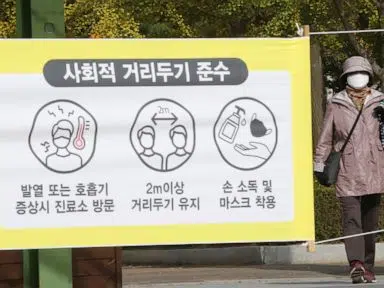 사회적 거리두기 준수
2m
발열 또는 호흡기
증상시 진료소 방문
2m이상
거리두기 유지
손 소독 및
마스크 착용